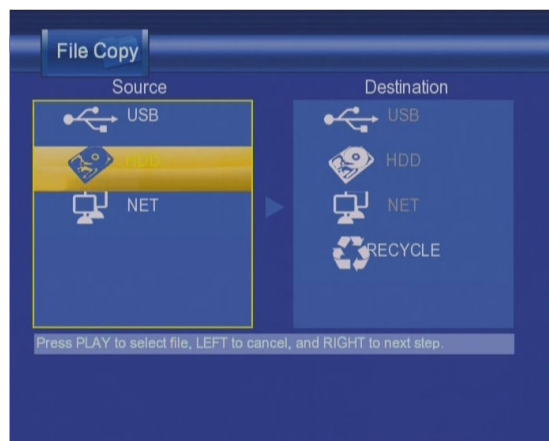 File Copy
Source
Destination
USB
USB
HDD
HDD
NET
NET
RECYCLE
Press PLAY to select file, LEFT to cancel, and RIGHT to next step.